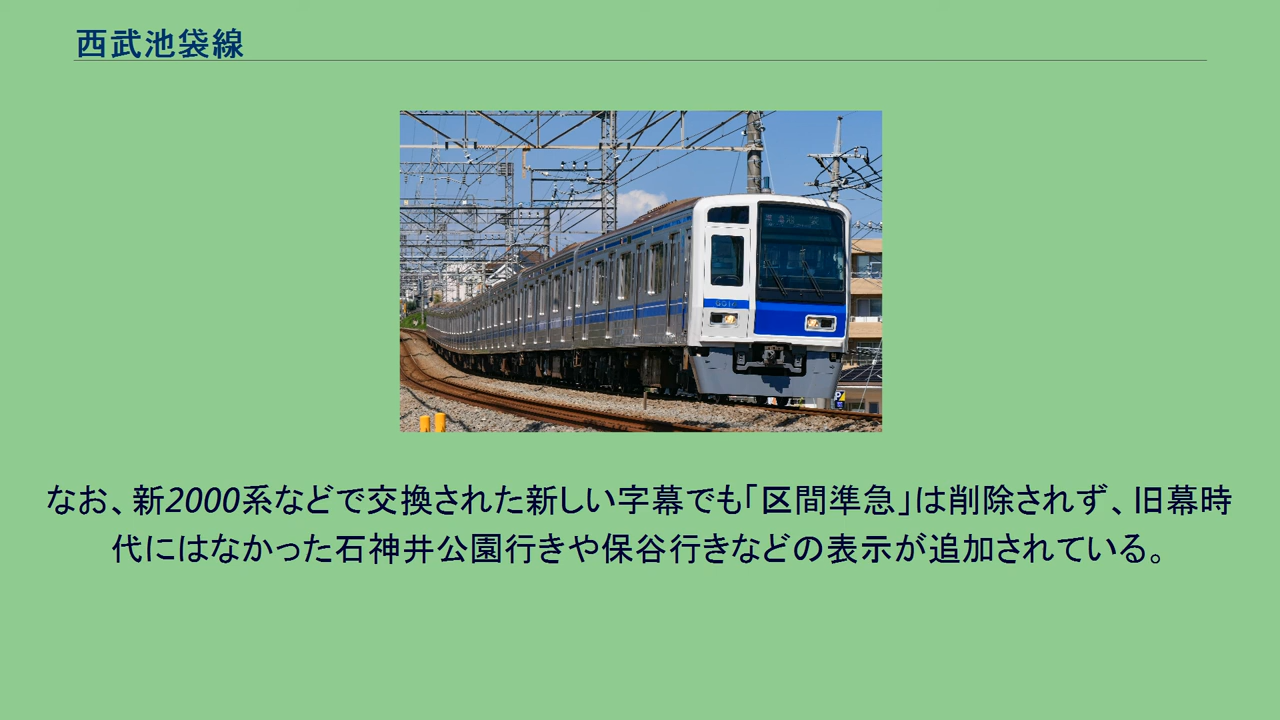 西武池袋線
なお、新2000系などで交換された新しい字幕でも「区間準急」は削除されず、旧幕時
代にはなかった石神井公園行きや保谷行きなどの表示が追加されている。